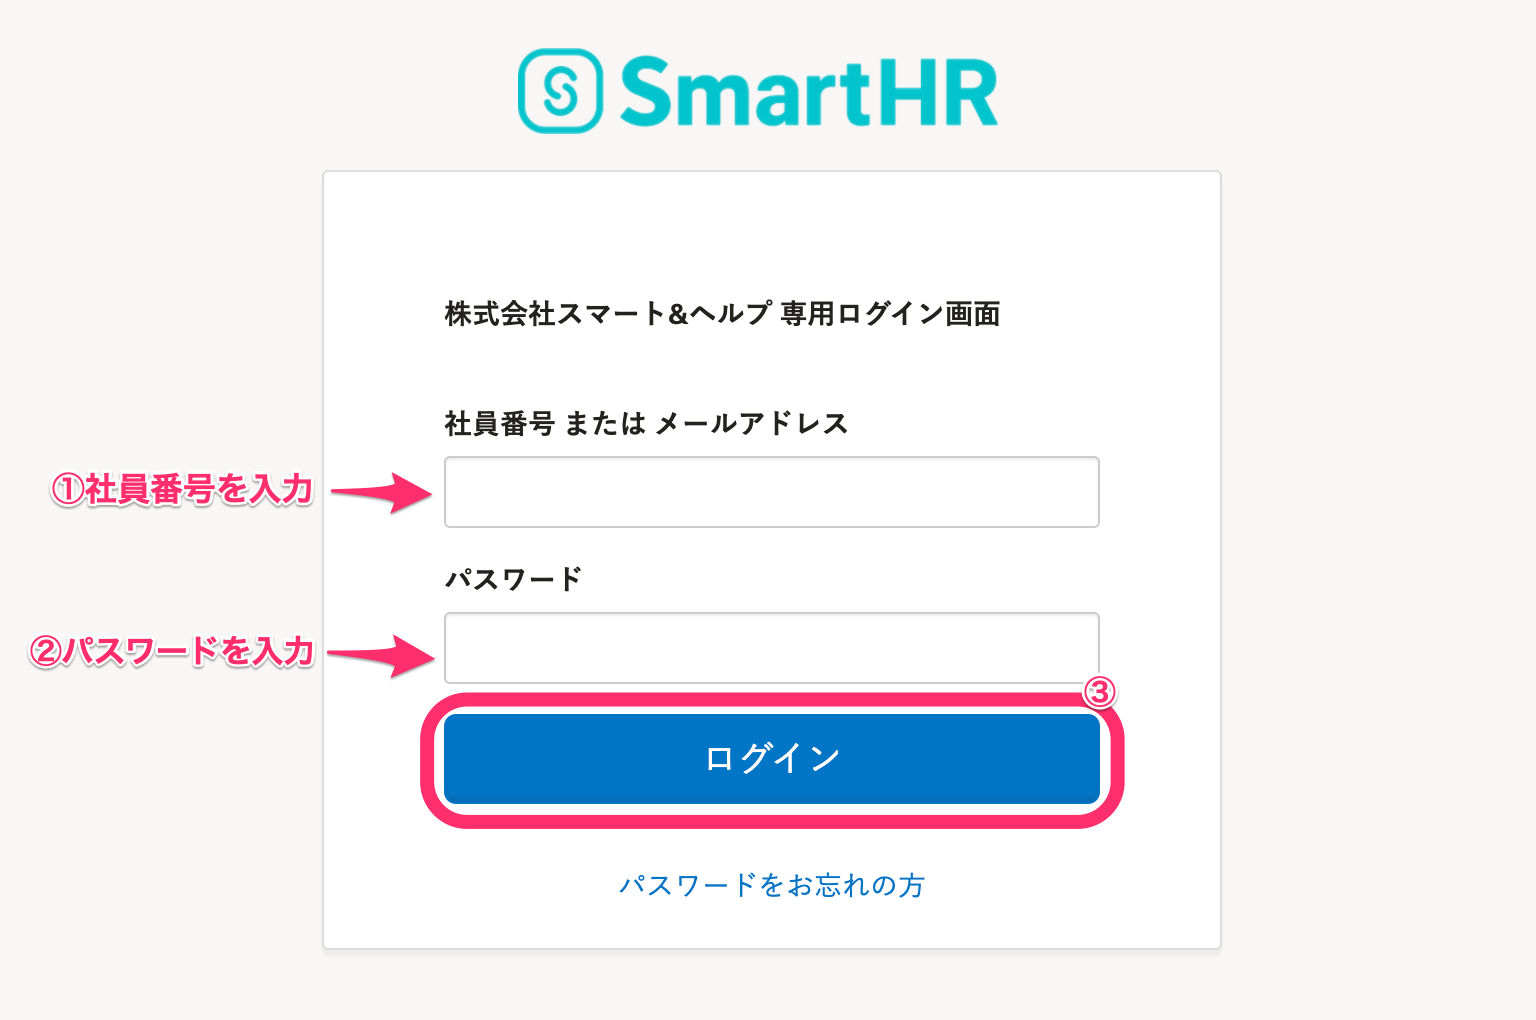 SmartHR
株式会社スマート&ヘルプ 専用ログイン画面
社員番号 または メールアドレス
①社員番号を入力
パスワード
②パスワードを入力
③
ログイン
パスワードをお忘れの方